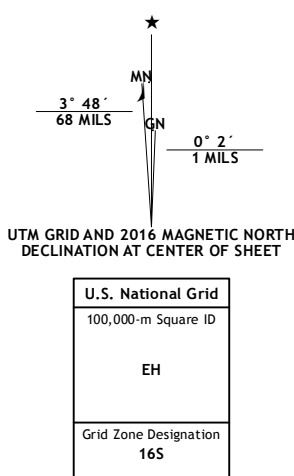 ★
MN
3° 48´
68 MILS
GN
0° 2´
1 MILS
UTM GRID AND 2016 MAGNETIC NORTH
DECLINATION AT CENTER OF SHEET
U.S. National Grid
100,000-m Square ID
EH
Grid Zone Designation
16S